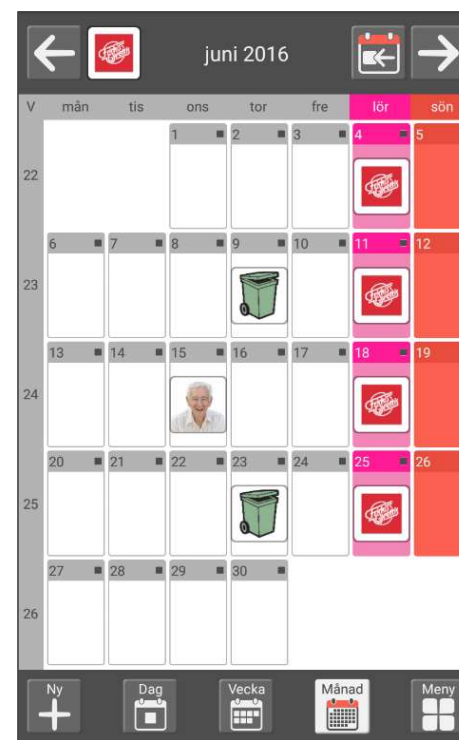 juni 2016
V mån tis ons tor fre lör sön
1 2 3 4 5
22
6 7 8 9 10 11 12
23
13 14 15 16 17 18 19
24
20 21 22 23 24 25 26
25
27 28 29 30
26
Ny Dag Vecka Månad Meny